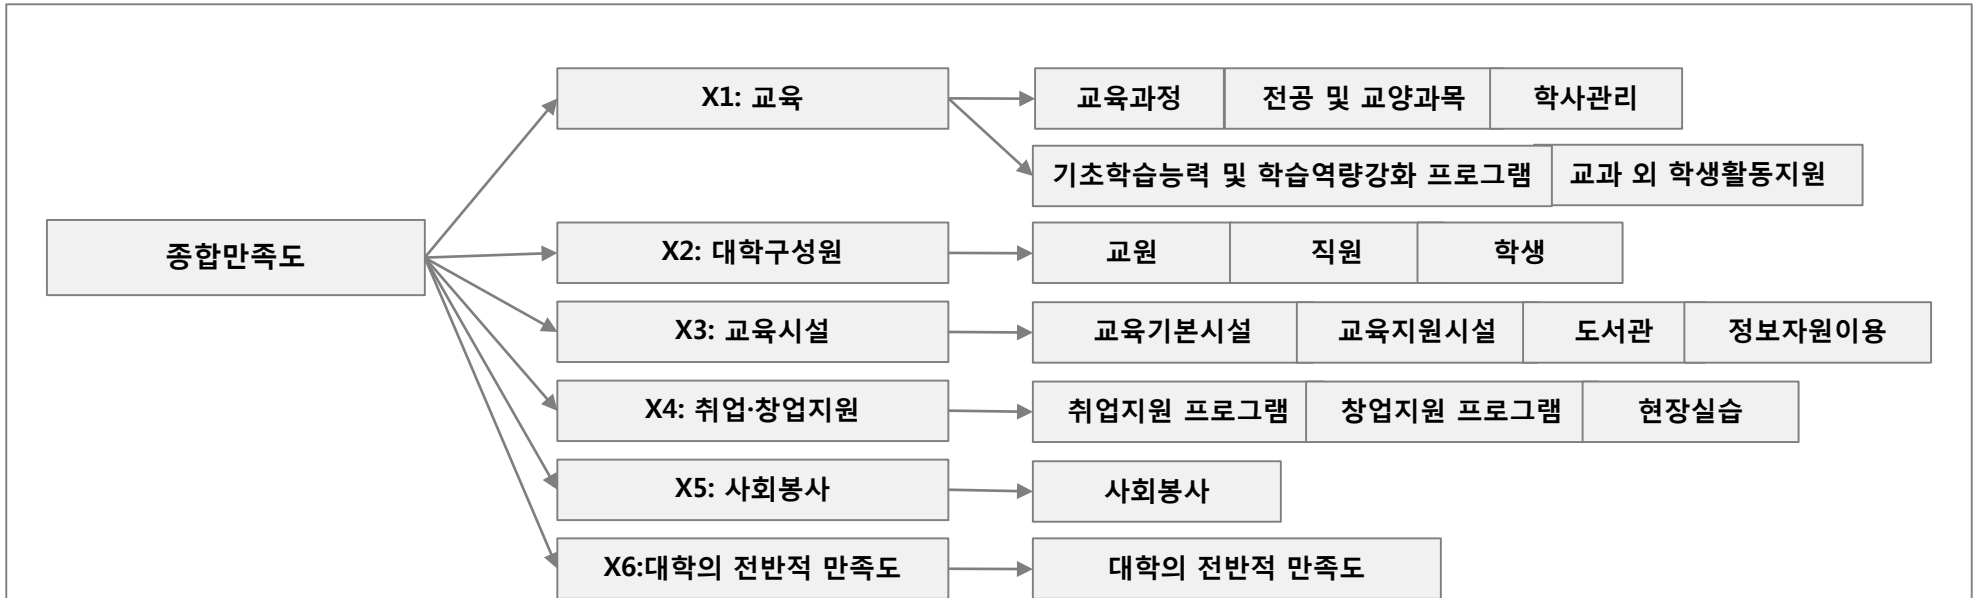 X1: 교육
교육과정
전공 및 교양과목
학사관리
기초학습능력 및 학습역량강화 프로그램
교과 외 학생활동지원
종합만족도
X2: 대학구성원
교원
직원
학생
X3: 교육시설
교육기본시설
교육지원시설
도서관
정보자원이용
X4: 취업·창업지원
취업지원 프로그램
창업지원 프로그램
현장실습
X5: 사회봉사
사회봉사
X6:대학의 전반적 만족도
대학의 전반적 만족도